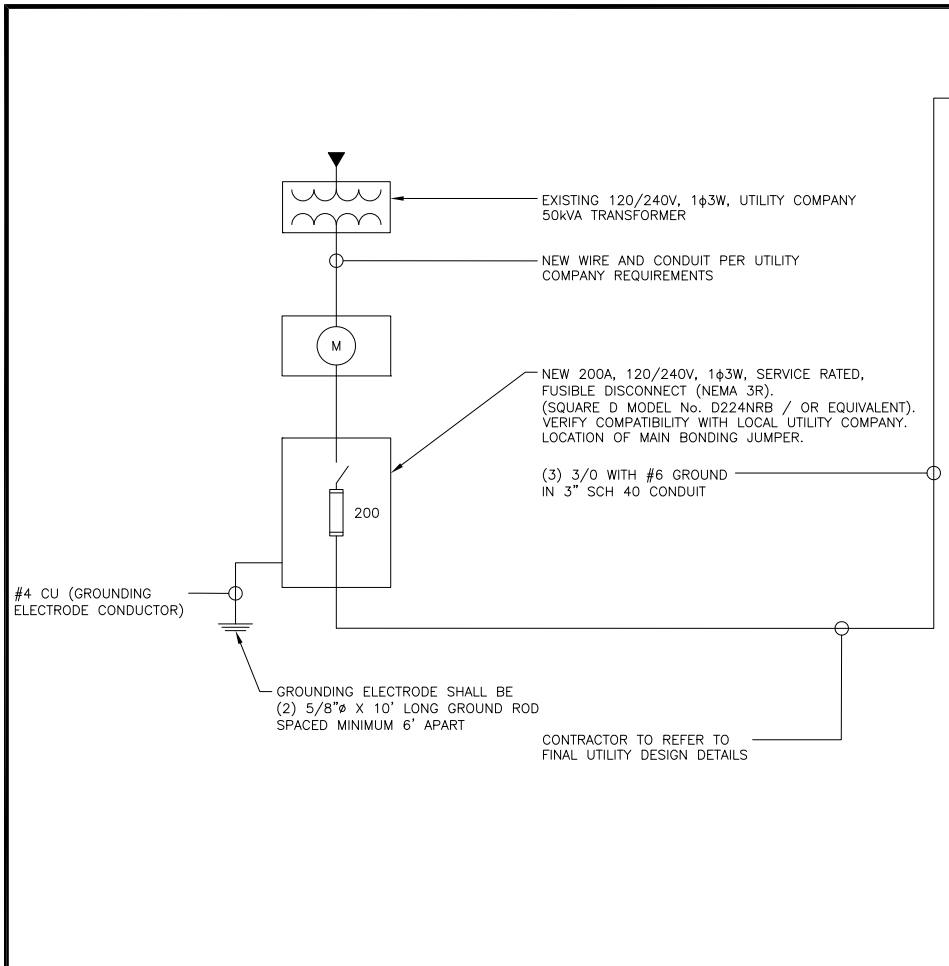 EXISTING 120/240V, 1ϕ3W, UTILITY COMPANY
50kVA TRANSFORMER
NEW WIRE AND CONDUIT PER UTILITY
COMPANY REQUIREMENTS
M
NEW 200A, 120/240V, 1ϕ3W, SERVICE RATED,
FUSIBLE DISCONNECT (NEMA 3R).
(SQUARE D MODEL No. D224NRB / OR EQUIVALENT).
VERIFY COMPATIBILITY WITH LOCAL UTILITY COMPANY.
LOCATION OF MAIN BONDING JUMPER.
(3) 3/0 WITH #6 GROUND
IN 3" SCH 40 CONDUIT
200
#4 CU (GROUNDING
ELECTRODE CONDUCTOR)
GROUNDING ELECTRODE SHALL BE
(2) 5/8"ø X 10' LONG GROUND ROD
SPACED MINIMUM 6' APART
CONTRACTOR TO REFER TO
FINAL UTILITY DESIGN DETAILS